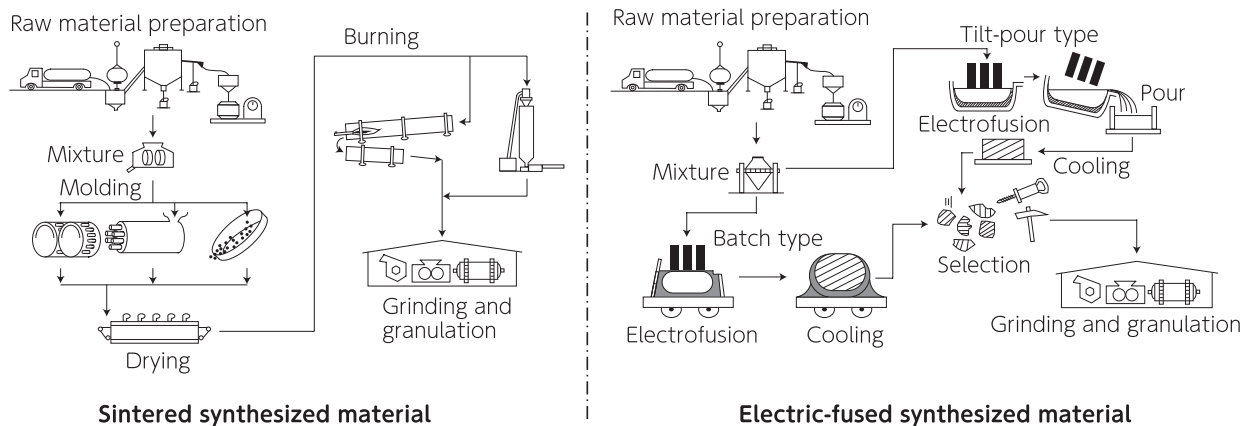 Raw material preparation
Burning
Mixture
Molding
Drying
Grinding and
granulation
Sintered synthesized material
Raw material preparation
Tilt-pour type
Pour
Electrofusion
Cooling
Mixture
Batch type
Selection
Electrofusion
Cooling
Grinding and granulation
Electric-fused synthesized material